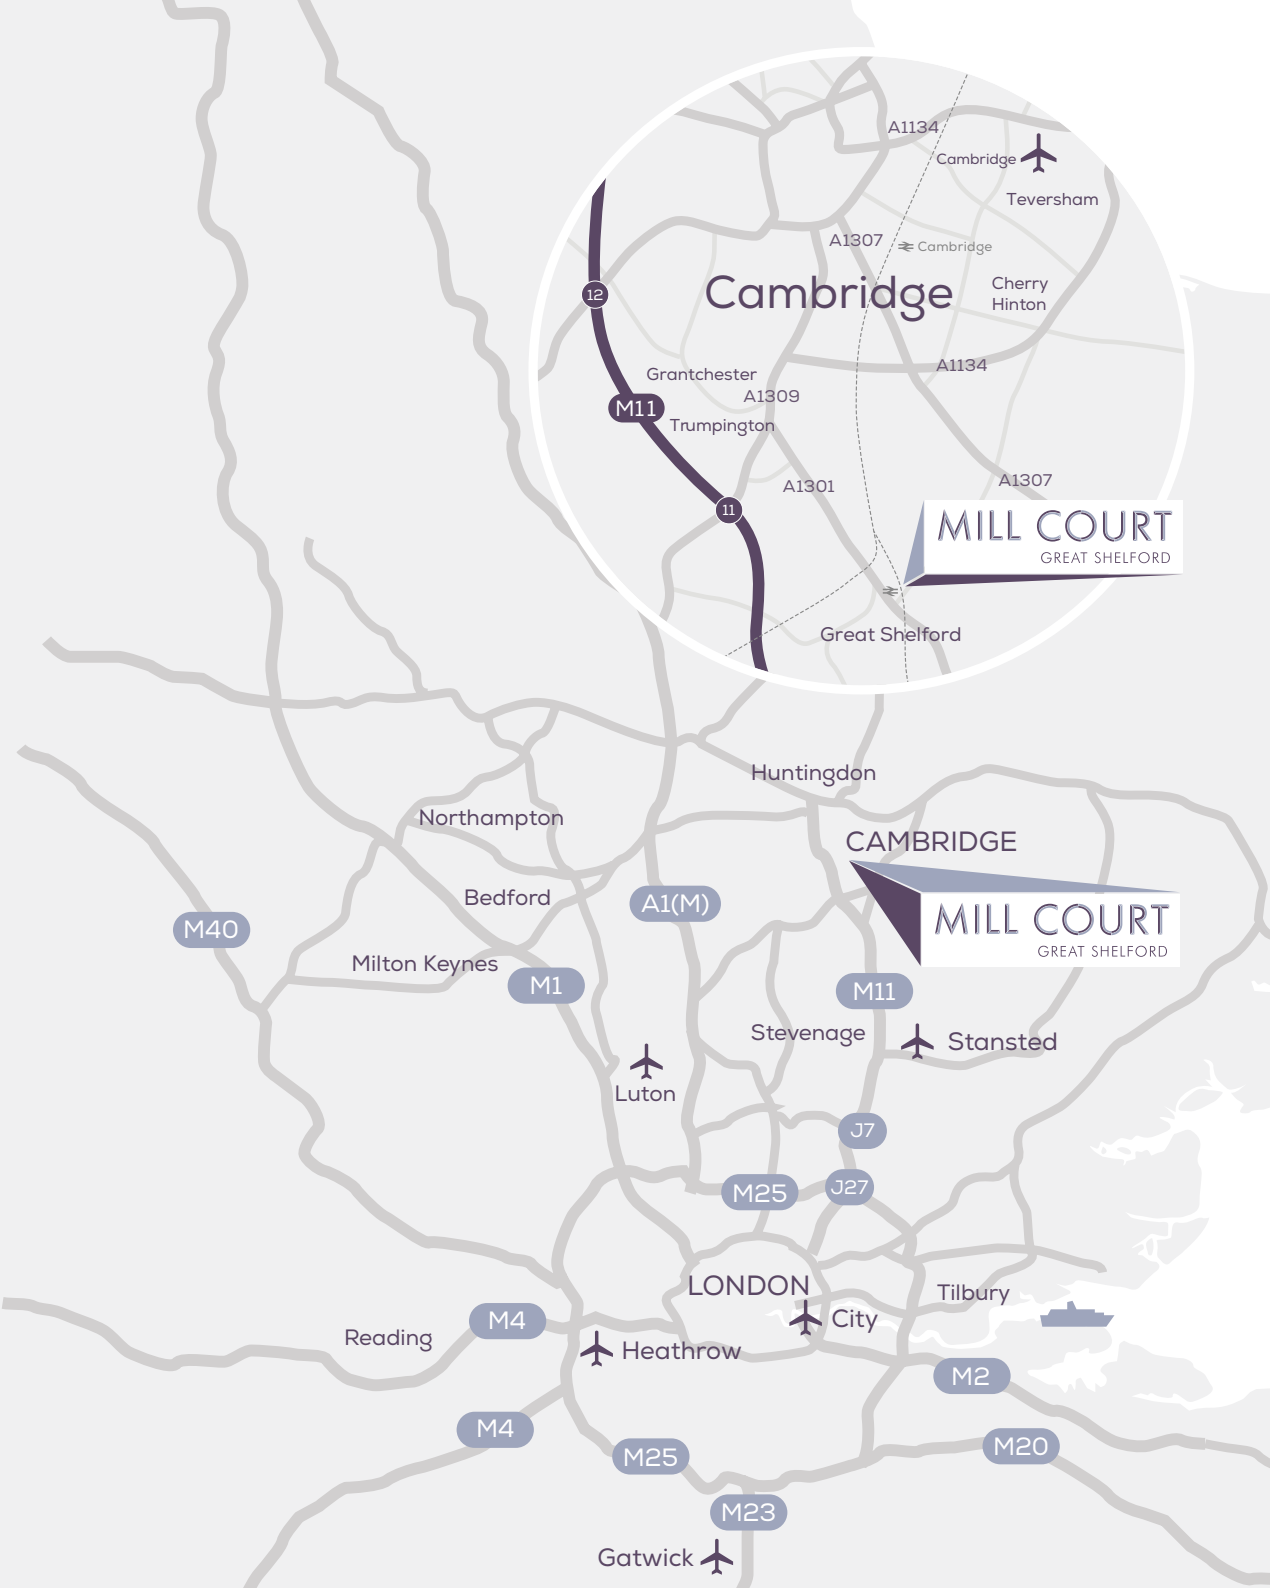 A1134
Cambridge
Teversham
A1307
Cambridge
Cambridge
Cherry
Hinton
12
A1134
Grantchester
A1309
M11
Trumpington
A1301
A1307
11
MILL COURT
GREAT SHELFORD
Great Shelford
Huntingdon
Northampton
CAMBRIDGE
Bedford
A1(M)
MILL COURT
GREAT SHELFORD
M40
Milton Keynes
M1
M11
Stevenage
Stansted
Luton
J7
M25
J27
LONDON
Tilbury
City
M4
Reading
Heathrow
M2
M4
M20
M25
M23
Gatwick